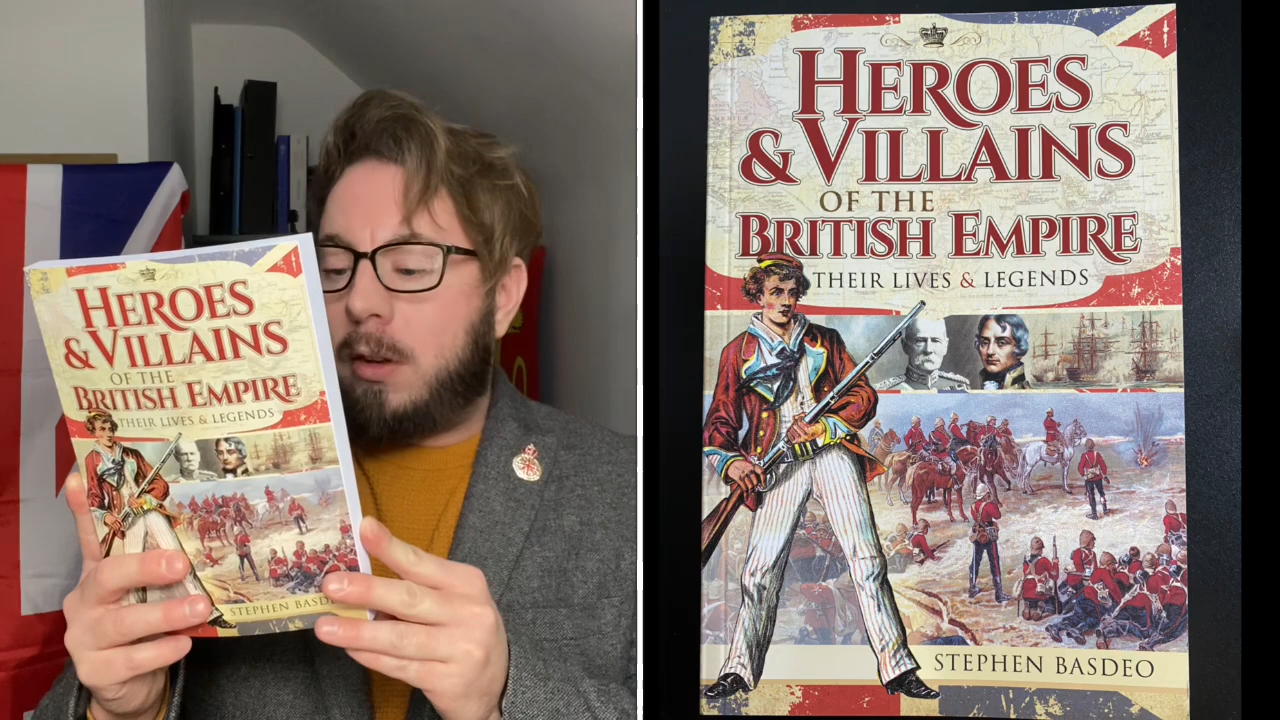 HEROES
& VILLAINS
OF THE
BRITISH EMPIRE
THEIR LIVES & LEGENDS
STEPHEN BASDEO
HEROES
& VILLAINS
OF THE
BRITISH EMPIRE
THEIR LIVES & LEGENDS
STEPHEN BASDEO